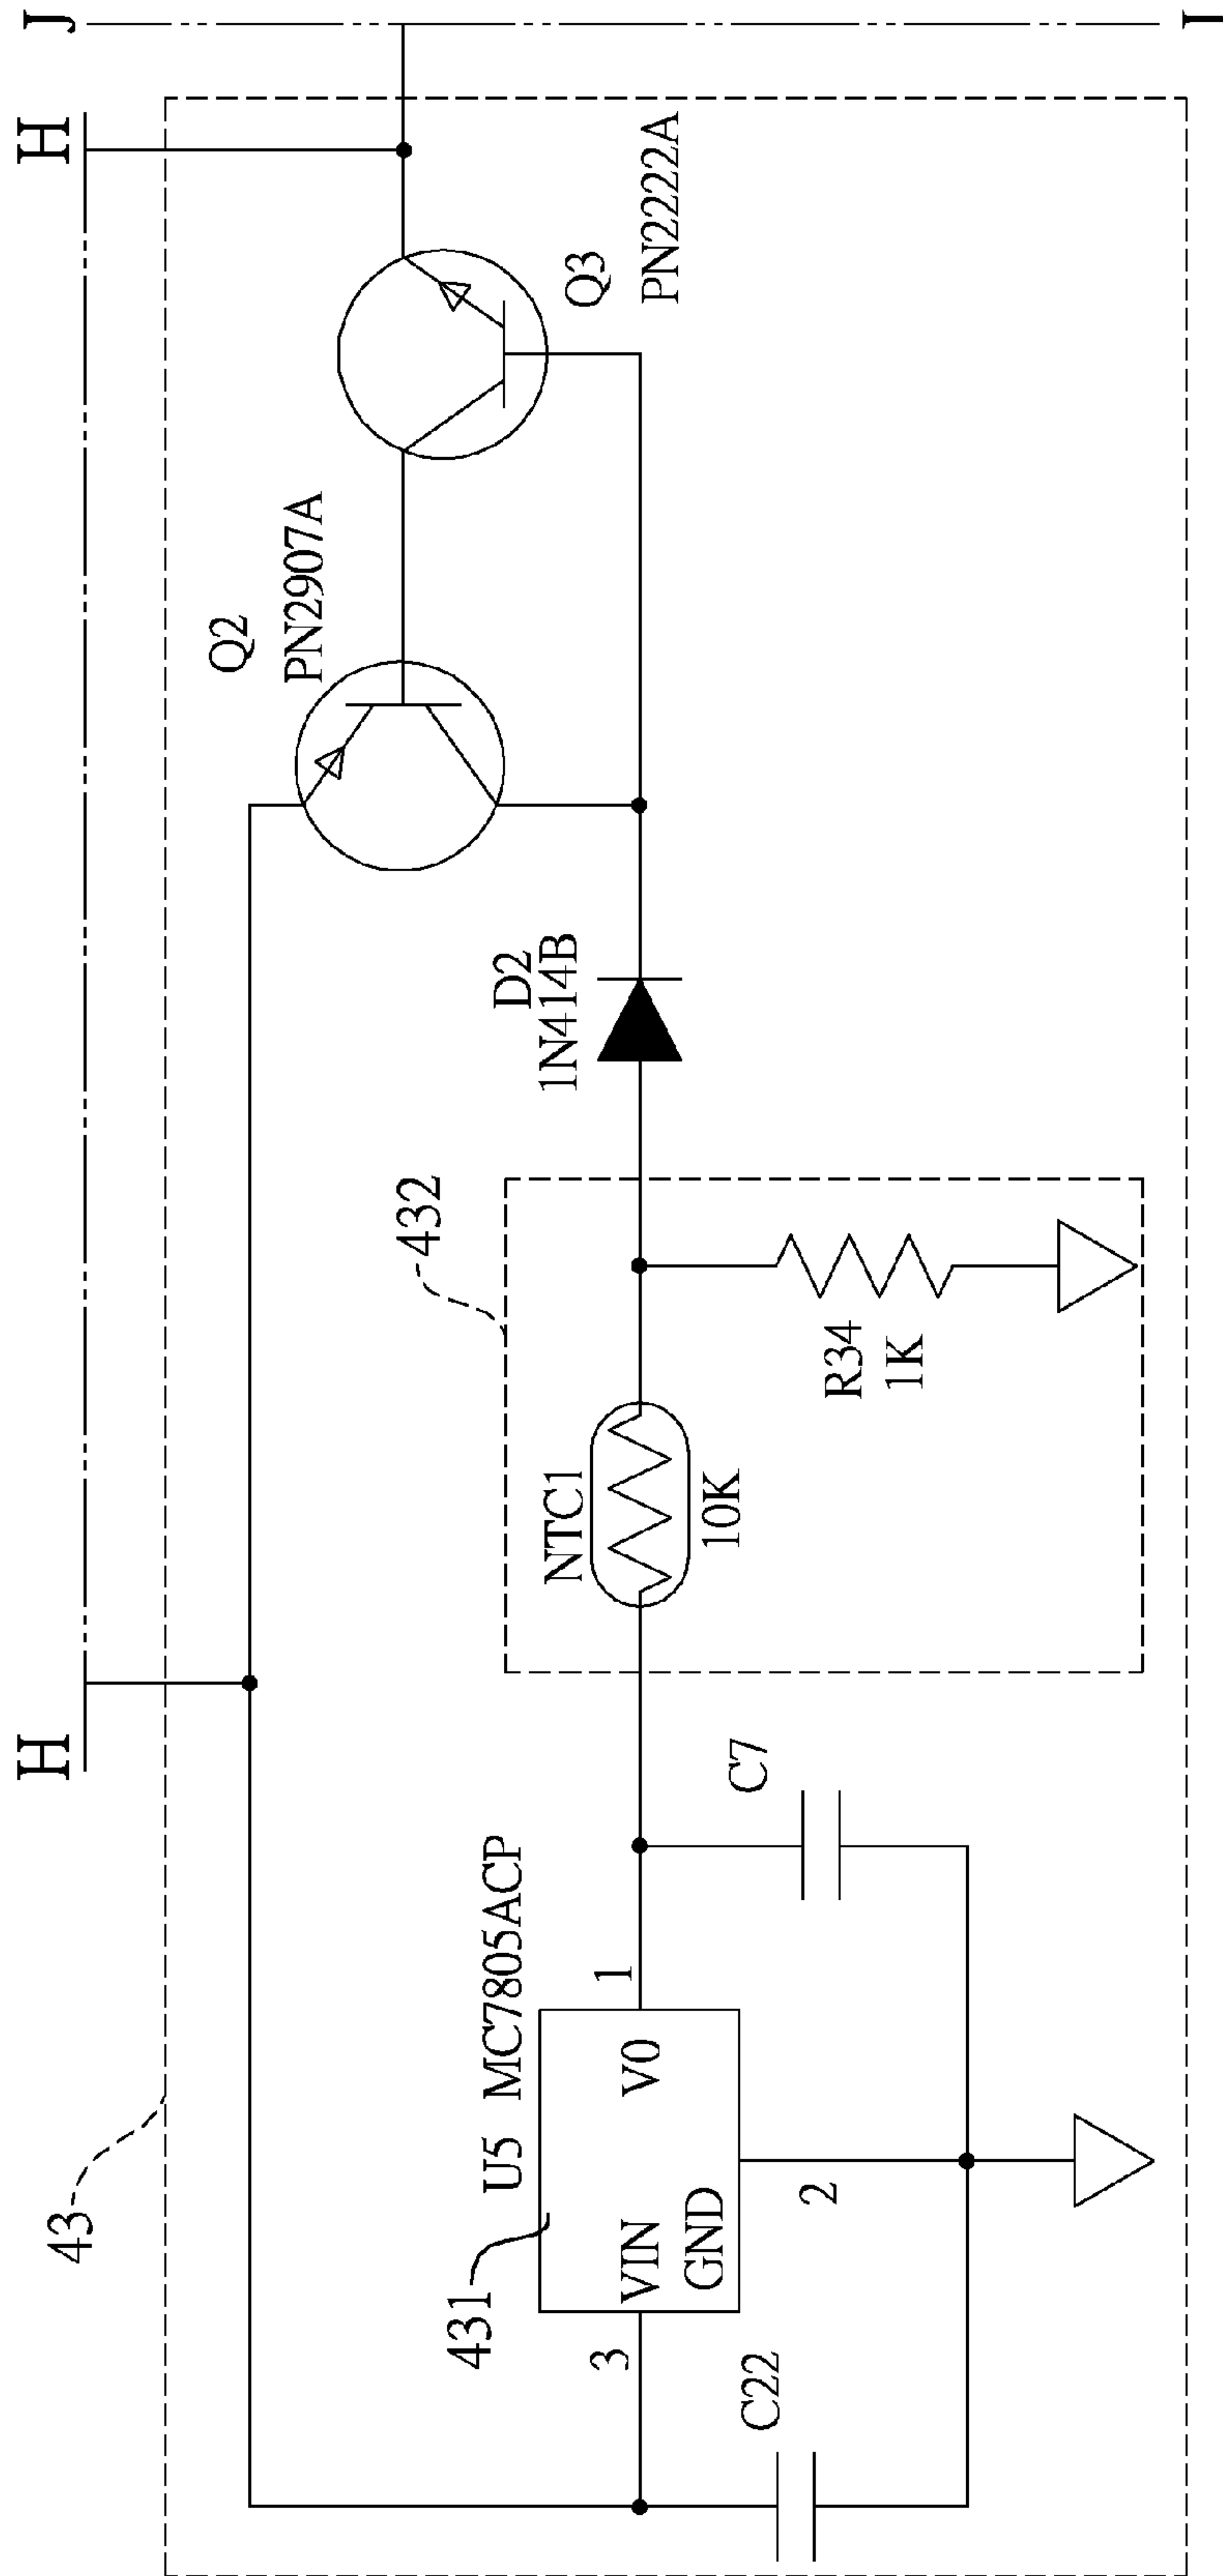 H
H
J
43
Q2
PN2907A
432
431
U5 MC7805ACP
D2
1N414B
NTC1
Q3
PN2222A
3
1
VIN
V0
GND
10K
C7
C22
2
R34
1K